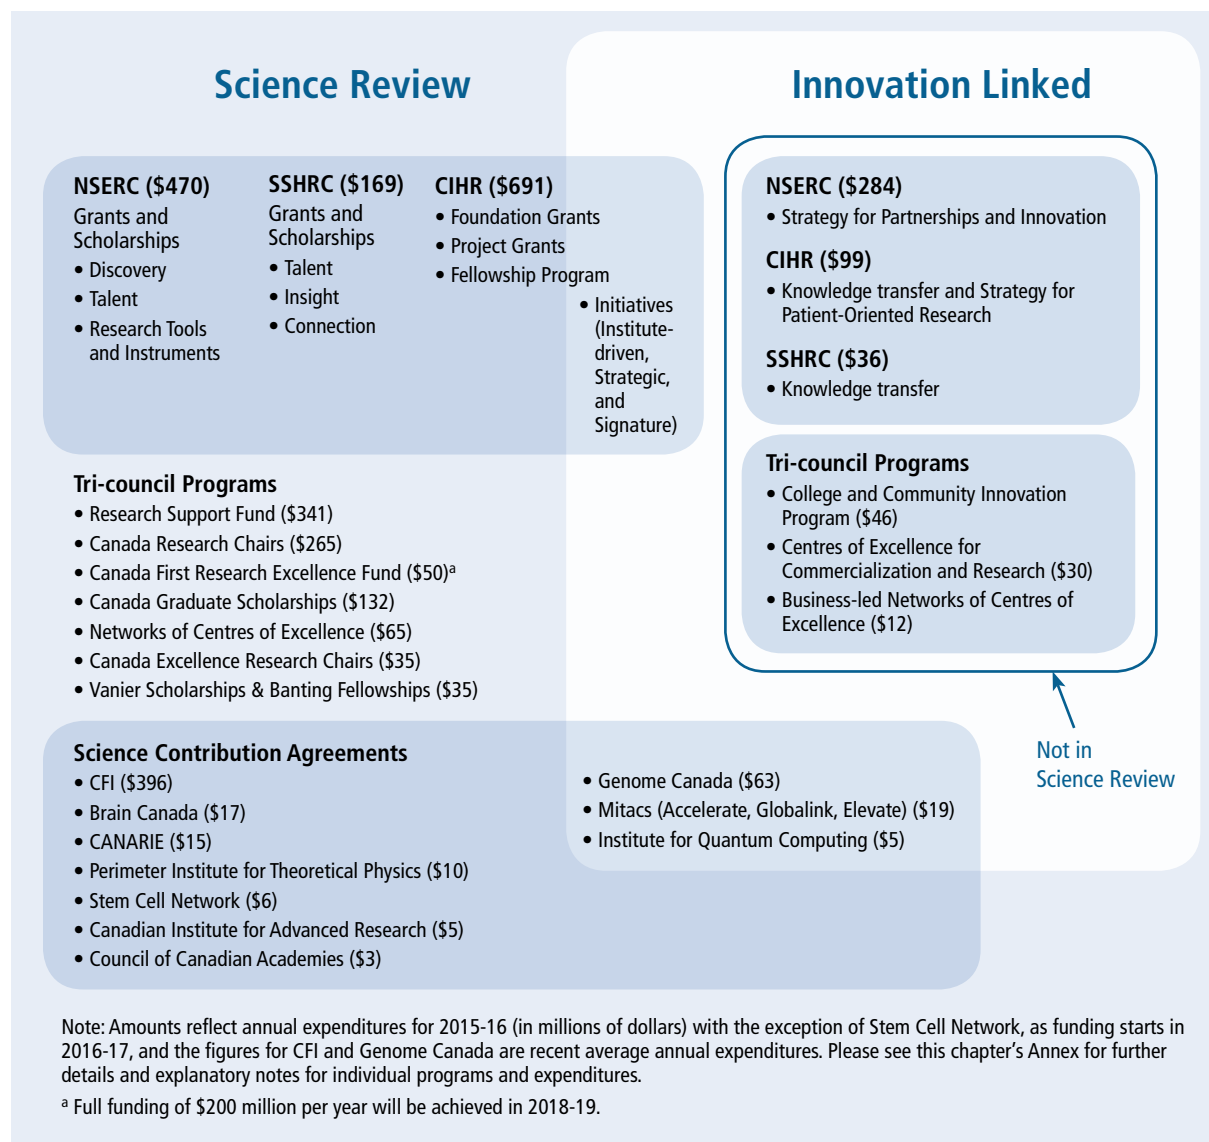 Science Review
Innovation Linked
NSERC ($470)
Grants and
Scholarships
• Discovery
• Talent
• Research Tools
and Instruments
SSHRC ($169)
Grants and
Scholarships
• Talent
• Insight
• Connection
CIHR ($691)
• Foundation Grants
• Project Grants
• Fellowship Program
• Initiatives
(Institute-
driven,
Strategic,
and
Signature)
NSERC ($284)
• Strategy for Partnerships and Innovation
CIHR ($99)
• Knowledge transfer and Strategy for
Patient-Oriented Research
SSHRC ($36)
• Knowledge transfer
Tri-council Programs
• College and Community Innovation
Program ($46)
• Centres of Excellence for
Commercialization and Research ($30)
• Business-led Networks of Centres of
Excellence ($12)
Not in
Science Review
Tri-council Programs
• Research Support Fund ($341)
• Canada Research Chairs ($265)
• Canada First Research Excellence Fund ($50)ª
• Canada Graduate Scholarships ($132)
• Networks of Centres of Excellence ($65)
• Canada Excellence Research Chairs ($35)
• Vanier Scholarships & Banting Fellowships ($35)
Science Contribution Agreements
• CFI ($396)
• Brain Canada ($17)
• CANARIE ($15)
• Perimeter Institute for Theoretical Physics ($10)
• Stem Cell Network ($6)
• Canadian Institute for Advanced Research ($5)
• Council of Canadian Academies ($3)
• Genome Canada ($63)
• Mitacs (Accelerate, Globalink, Elevate) ($19)
• Institute for Quantum Computing ($5)
Note: Amounts reflect annual expenditures for 2015-16 (in millions of dollars) with the exception of Stem Cell Network, as funding starts in
2016-17, and the figures for CFI and Genome Canada are recent average annual expenditures. Please see this chapter's Annex for further
details and explanatory notes for individual programs and expenditures.
ª Full funding of $200 million per year will be achieved in 2018-19.